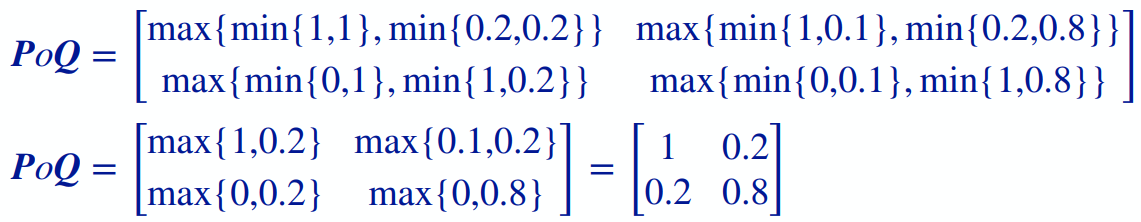 PoQ = [max{min{1,1},min{0.2,0.2}} max{min{1,0.1},min{0.2,0.8}}]
[max{min{0,1},min{1,0.2}} max{min{0,0.1},min{1,0.8}}]
PoQ = [max{1,0.2} max{0.1,0.2}] = [1 0.2]
[max{0,0.2} max{0,0.8}] [0.2 0.8]